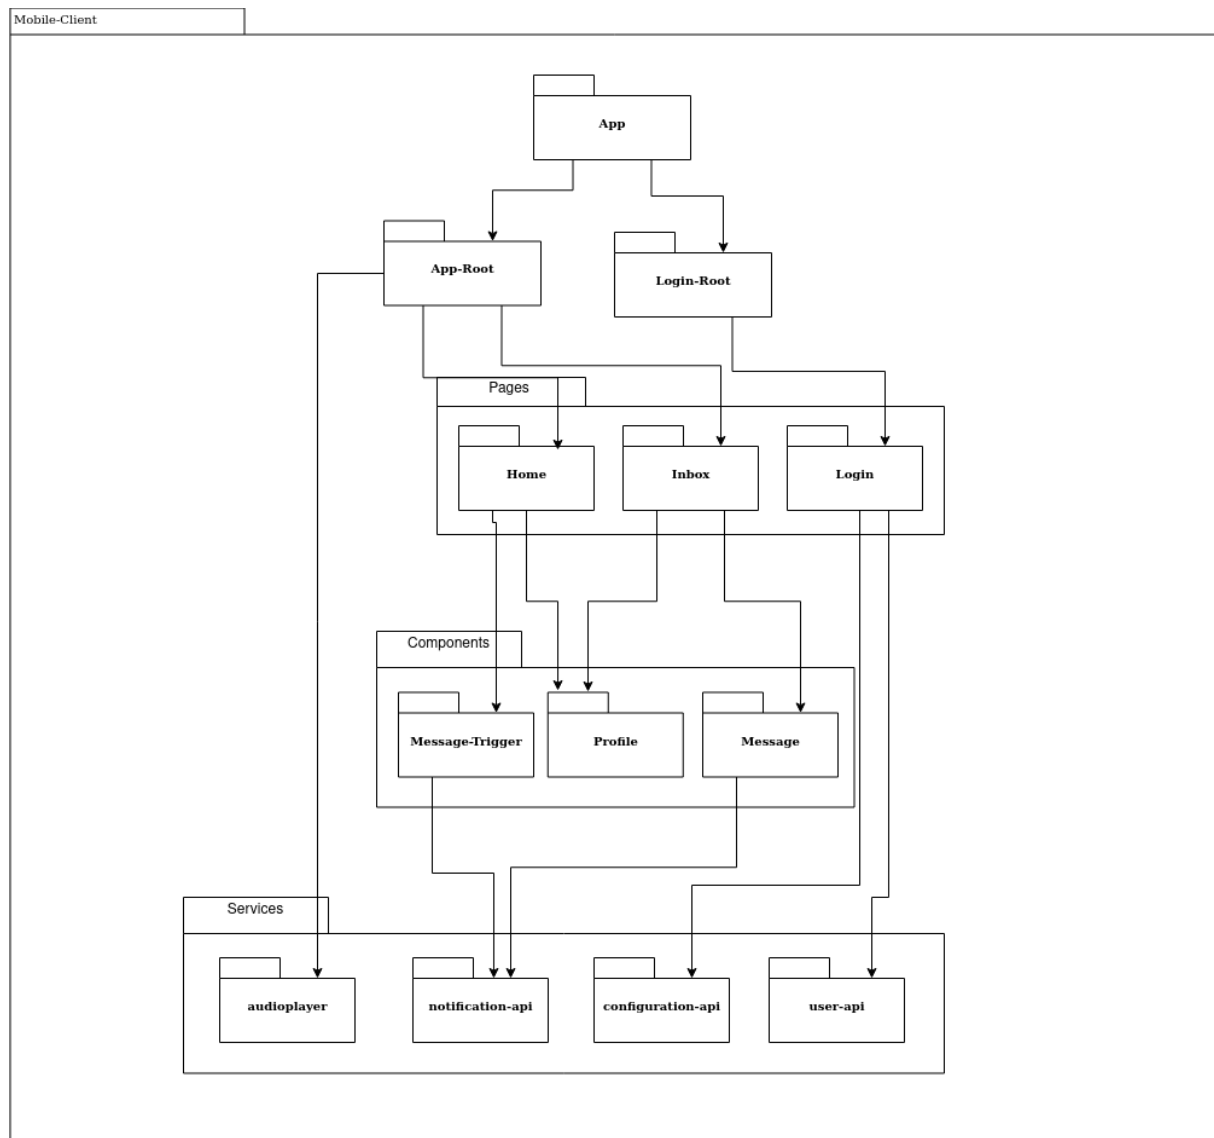 Mobile-Client
App
App-Root
Login-Root
Pages
Home
Inbox
Login
Components
Message-Trigger
Profile
Message
Services
audioplayer
notification-api
configuration-api
user-api